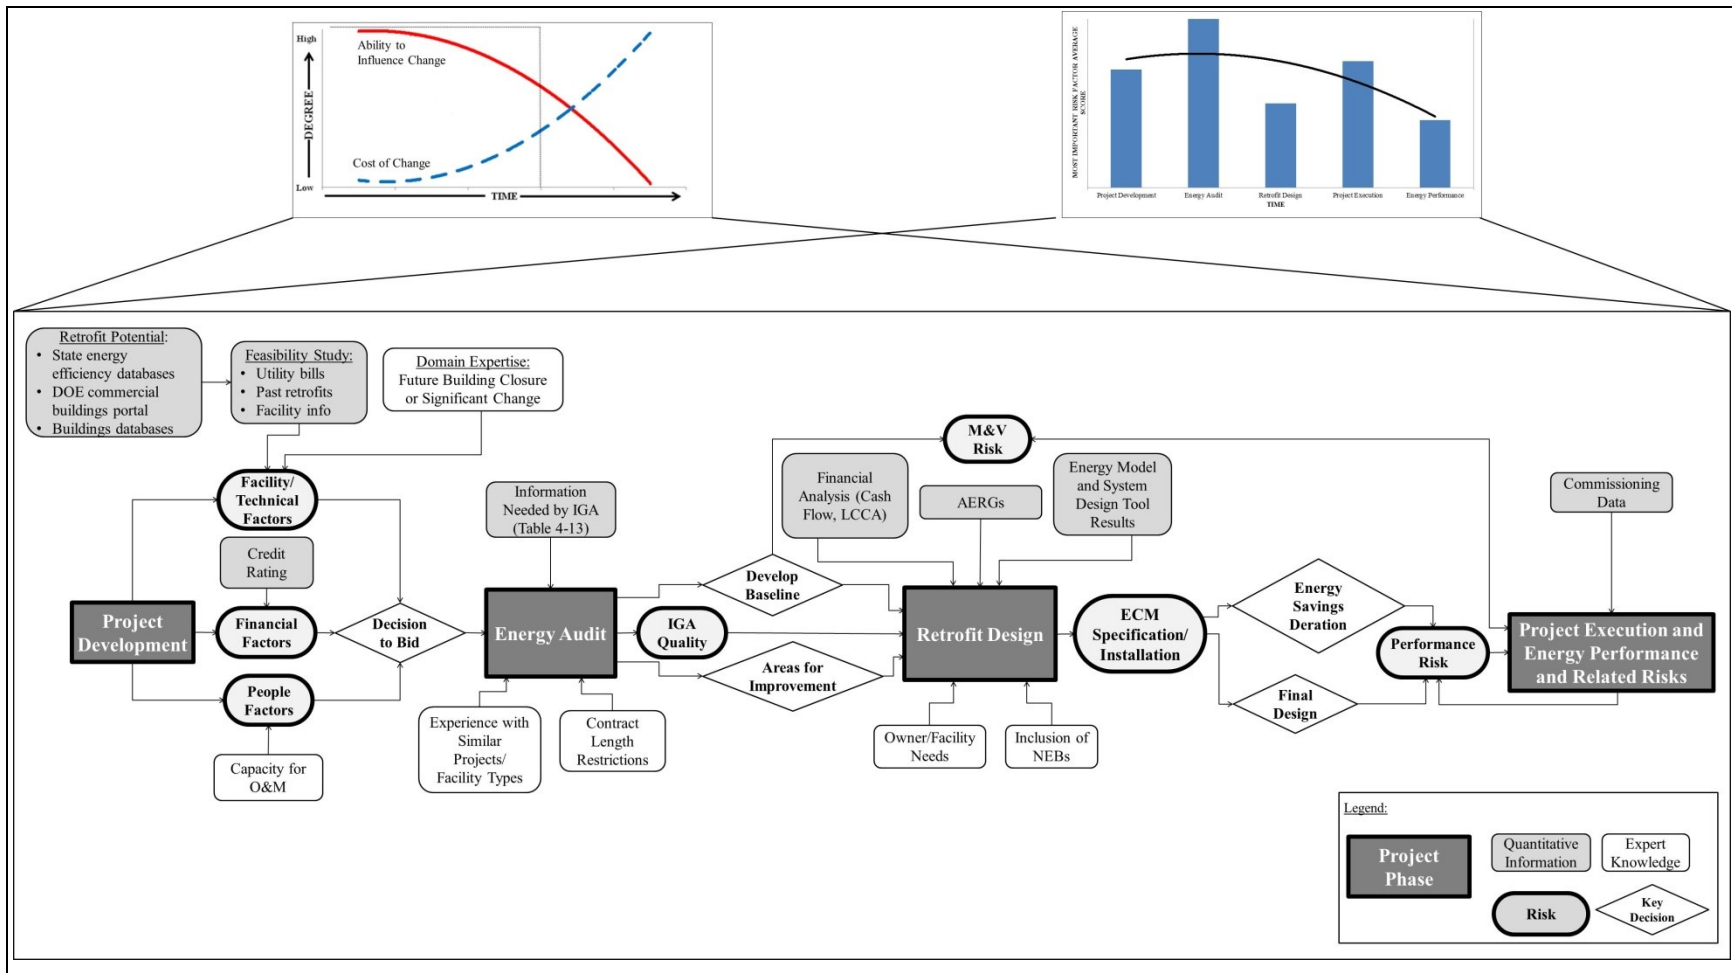 High
Ability to
Influence Change
DEGREE
Cost of Change
Low
TIME
MOST IMPORTANT RISK FACTOR AVERAGE
SCORE
Project Development
Energy Audit
Retrofit Design
Project Execution
Energy Performance
TIME
Retrofit Potential:
• State energy
efficiency databases
• DOE commercial
buildings portal
• Buildings databases
Feasibility Study:
• Utility bills
• Past retrofits
• Facility info
Domain Expertise:
Future Building Closure
or Significant Change
Facility/
Technical
Factors
Credit
Rating
Project
Development
Financial
Factors
People
Factors
Capacity for
O&M
Decision
to Bid
Information
Needed by IGA
(Table 4-13)
Energy Audit
Experience with
Similar
Projects/
Facility Types
Contract
Length
Restrictions
IGA
Quality
Develop
Baseline
Areas for
Improvement
M&V
Risk
Financial
Analysis (Cash
Flow, LCCA)
AERGs
Energy Model
and System
Design Tool
Results
Retrofit Design
Owner/Facility
Needs
Inclusion of
NEBs
ECM
Specification/
Installation
Energy
Savings
Deration
Final
Design
Performance
Risk
Commissioning
Data
Project Execution and
Energy Performance
and Related Risks
Legend:
Project
Phase
Quantitative
Information
Expert
Knowledge
Risk
Key
Decision